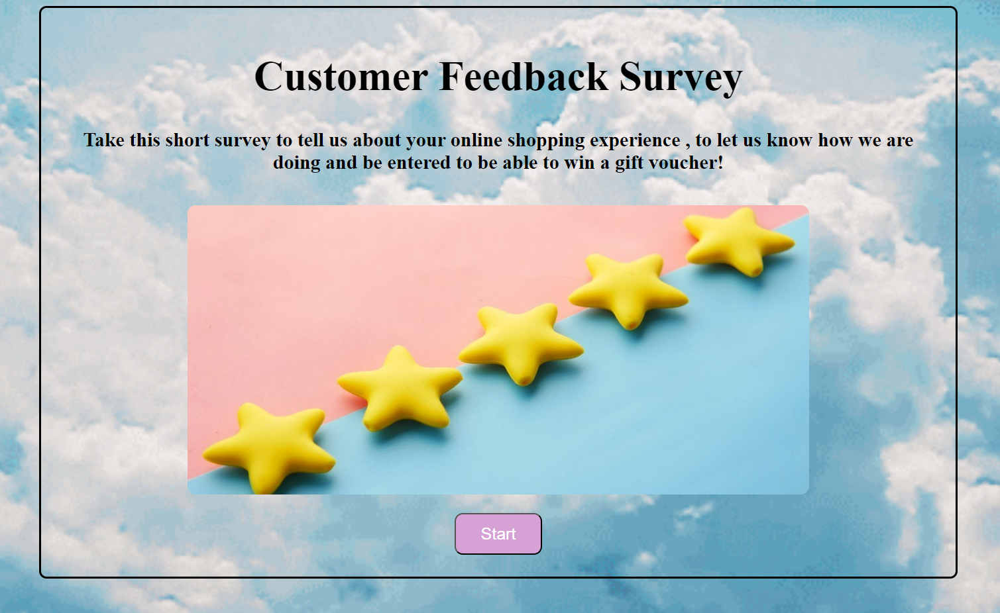 Customer Feedback Survey
Take this short survey to tell us about your online shopping experience , to let us know how we are
doing and be entered to be able to win a gift voucher!
Start